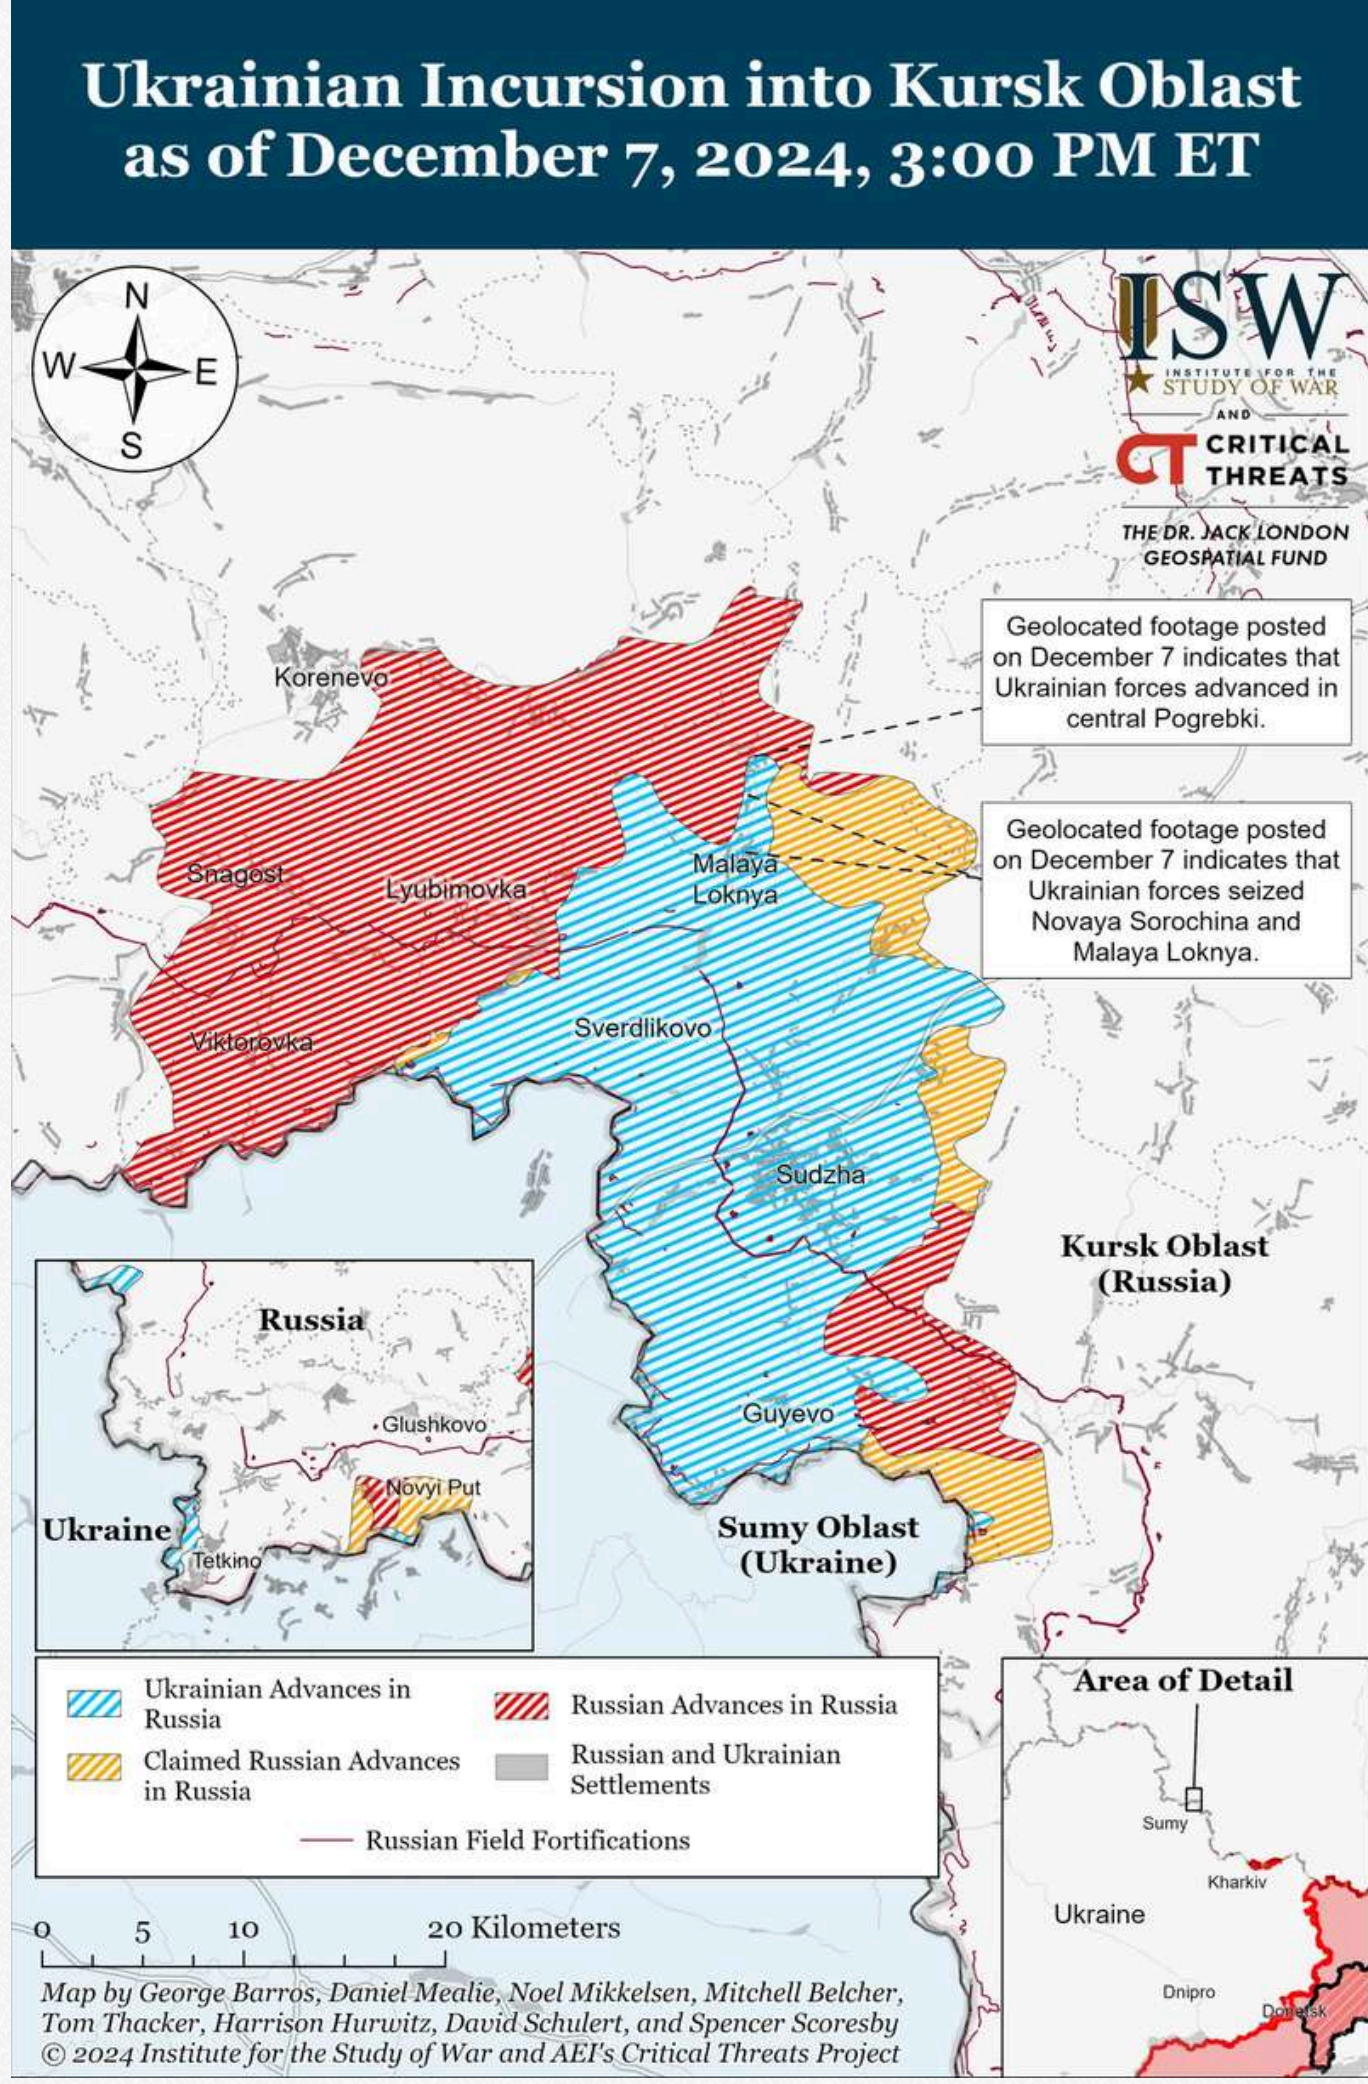 Ukrainian Incursion into Kursk Oblast
as of December 7, 2024, 3:00 PM ET
N
W
E
S
ISW
INSTITUTE FOR THE
STUDY OF WAR
AND
CT CRITICAL
THREATS
THE DR. JACK LONDON
GEOSPATIAL FUND
Geolocated footage posted
on December 7 indicates that
Ukrainian forces advanced in
central Pogrebki.
Korenevo
Geolocated footage posted
on December 7 indicates that
Ukrainian forces seized
Novaya Sorochina and
Malaya Loknya.
Snagost
Lyubimovka
Malaya
Loknya
Viktorovka
Sverdlikovo
Sudzha
Kursk Oblast
(Russia)
Guyevo
Sumy Oblast
(Ukraine)
Russia
Glushkovo
Novyi Put
Ukraine
Tetkino
Ukrainian Advances in
Russia
Russian Advances in Russia
Claimed Russian Advances
in Russia
Russian and Ukrainian
Settlements
Russian Field Fortifications
Area of Detail
Sumy
Kharkiv
Ukraine
Dnipro
Donetsk
0 5 10 20 Kilometers
Map by George Barros, Daniel Mealie, Noel Mikkelsen, Mitchell Belcher,
Tom Thacker, Harrison Hurwitz, David Schulert, and Spencer Scoresby
© 2024 Institute for the Study of War and AEI's Critical Threats Project